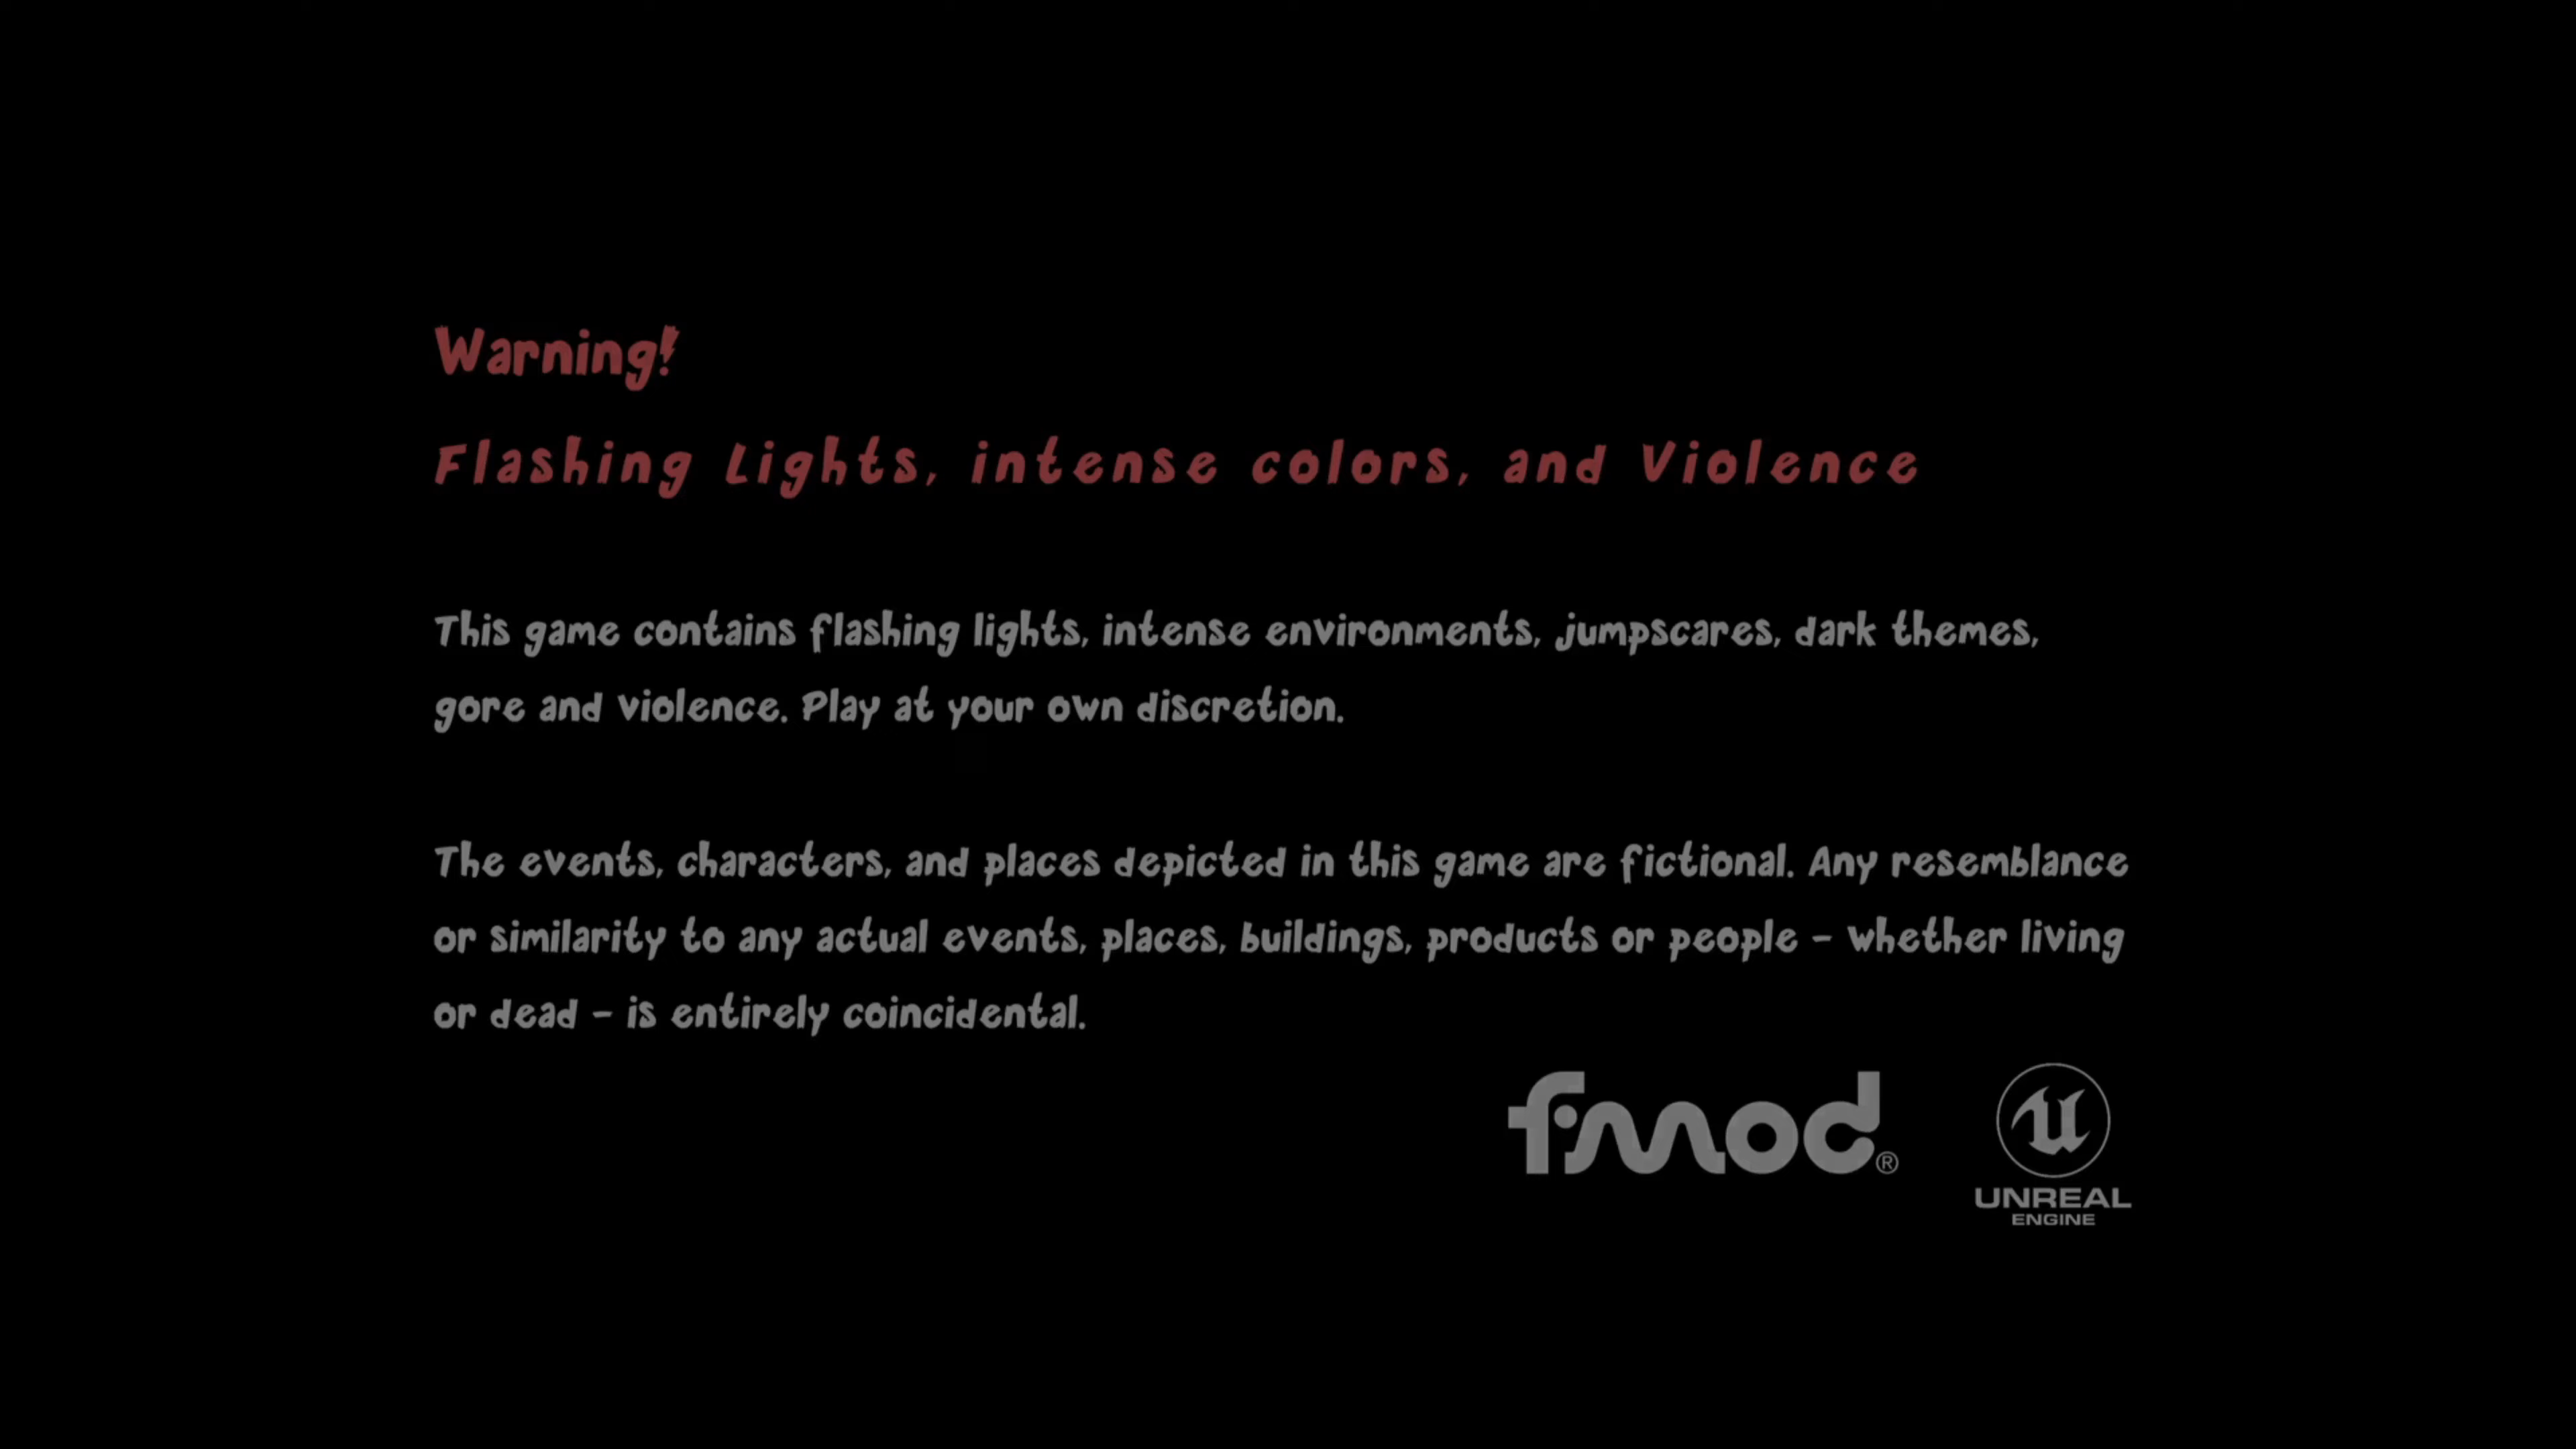 Warning!
Flashing Lights, intense colors, and Violence
This game contains flashing lights, intense environments, jumpscares, dark themes,
gore and violence. Play at your own discretion.
The events, characters, and places depicted in this game are fictional. Any resemblance
or similarity to any actual events, places, buildings, products or people - whether living
or dead - is entirely coincidental.
fmod®
UNREAL
ENGINE